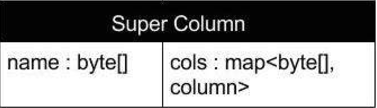 Super Column
name : byte[]
cols : map<byte[],
column>